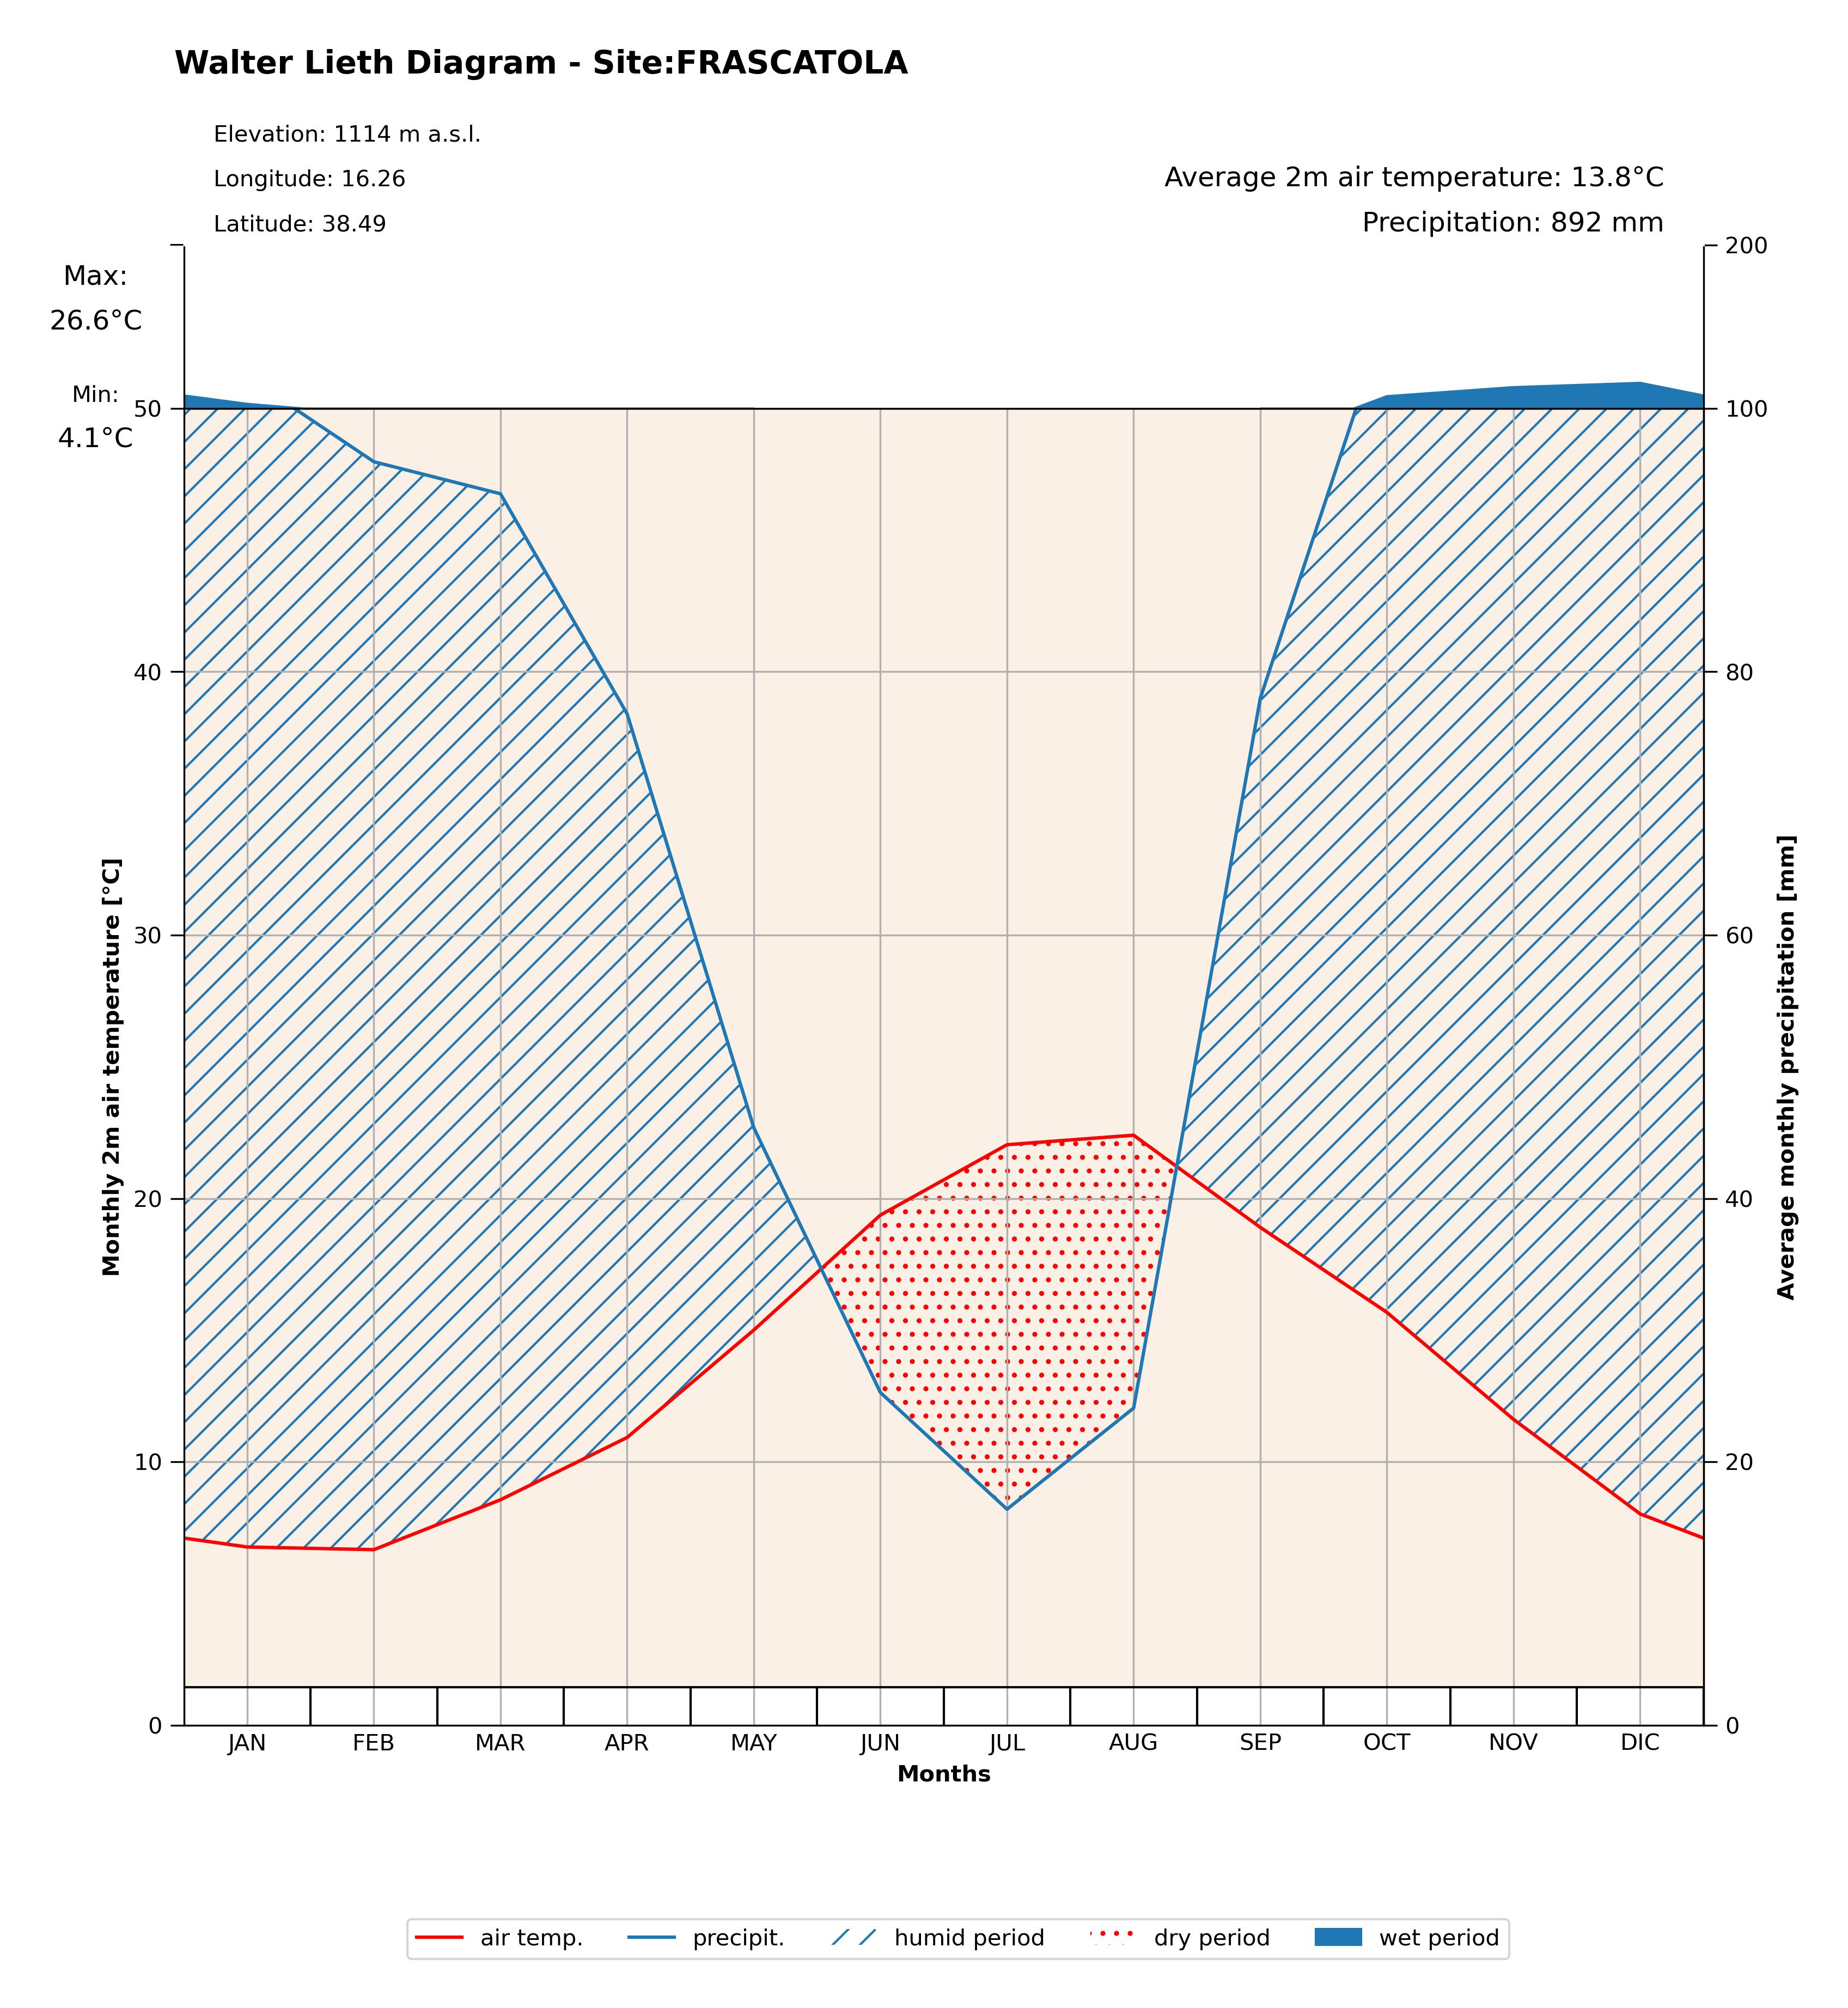 Walter Lieth Diagram - Site:FRASCATOLA
Elevation: 1114 m a.s.l.
Longitude: 16.26
Latitude: 38.49
Average 2m air temperature: 13.8°C
Precipitation: 892 mm
Max:
26.6°C
Min:
4.1°C
50
40
30
20
10
0
Monthly 2m air temperature [°C]
200
100
80
60
40
20
0
Average monthly precipitation [mm]
JAN FEB MAR APR MAY JUN JUL AUG SEP OCT NOV DIC
Months
air temp. precipit. humid period dry period wet period